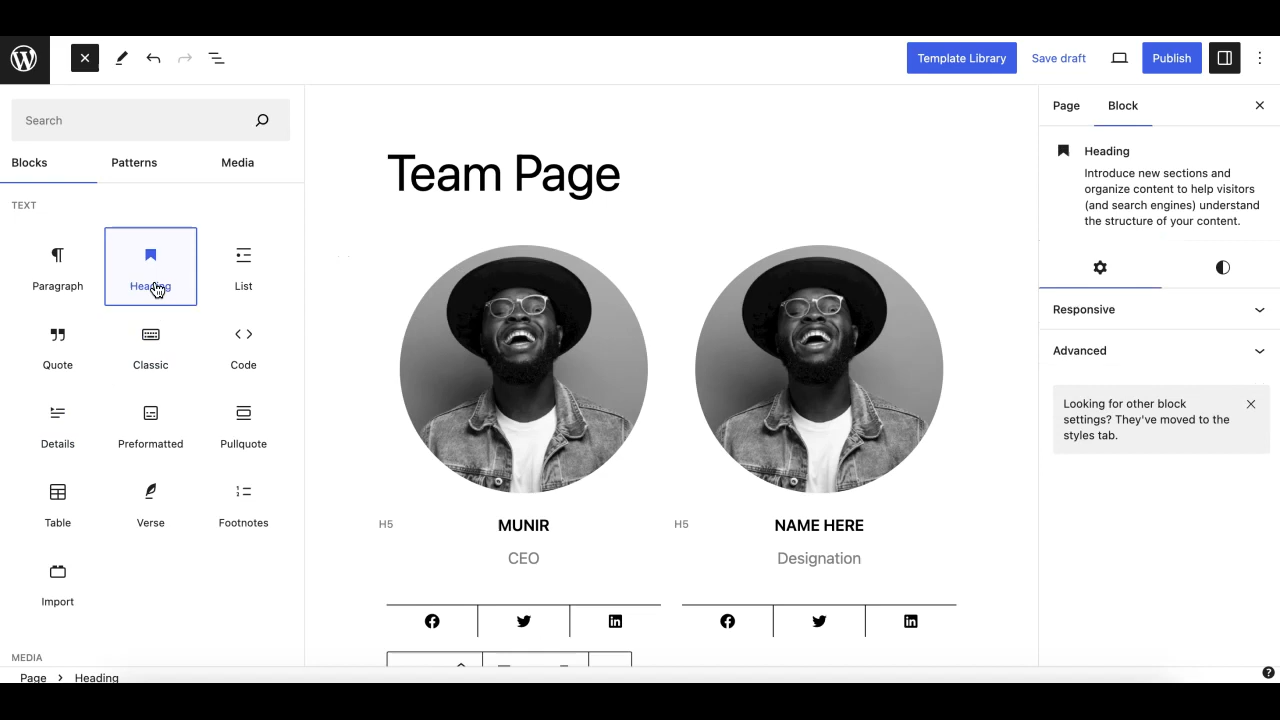 Template Library
Save draft
Publish
Search
Blocks
Patterns
Media
TEXT
Paragraph
Heading
List
Quote
Classic
Code
Details
Preformatted
Pullquote
Table
Verse
Footnotes
Import
MEDIA
Team Page
H5
MUNIR
CEO
H5
NAME HERE
Designation
Page
Block
Heading
Introduce new sections and
organize content to help visitors
(and search engines) understand
the structure of your content.
Responsive
Advanced
Looking for other block
settings? They've moved to the
styles tab.
Page > Heading